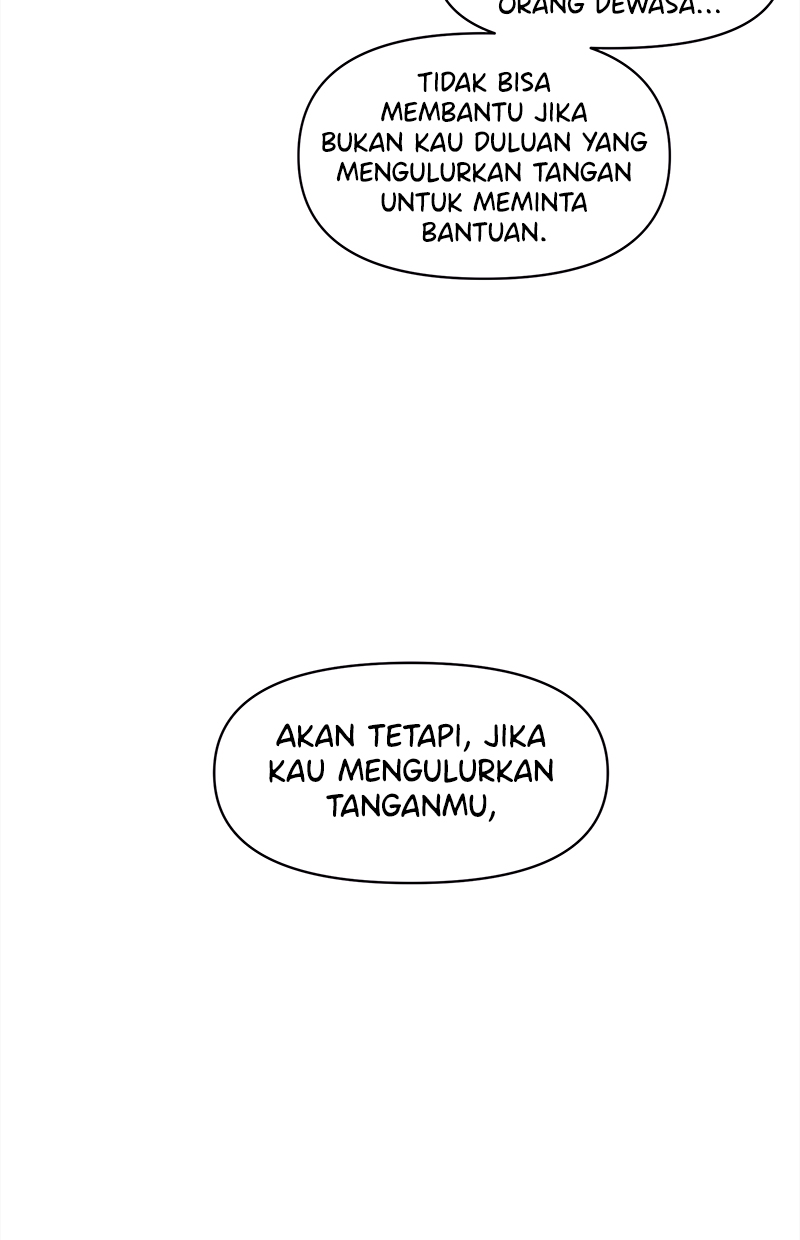 ORANG DEWASA...
TIDAK BISA
MEMBANTU JIKA
BUKAN KAU DULUAN YANG
MENGULURKAN TANGAN
UNTUK MEMINTA
BANTUAN.
AKAN TETAPI, JIKA
KAU MENGULURKAN
TANGANMU,